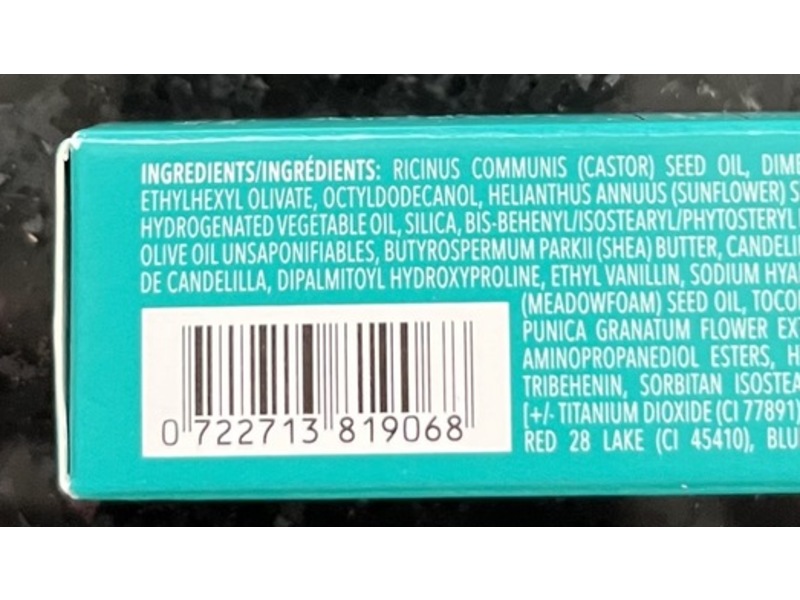 INGREDIENTS/INGRÉDIENTS: RICINUS COMMUNIS (CASTOR) SEED OIL,
ETHYLHEXYL OLIVATE, OCTYLDODECANOL, HELIANTHUS ANNUUS (SUNFLOWER)
HYDROGENATED VEGETABLE OIL, SILICA, BIS-BEHENYL/ISOSTEARYL/PHYTOSTERYL
OLIVE OIL UNSAPONIFIABLES, BUTYROSPERMUM PARKII (SHEA) BUTTER,
DE CANDELILLA, DIPALMITOYL HYDROXYPROLINE, ETHYL VANILLIN, SODIUM
(MEADOWFOAM) SEED OIL,
PUNICA GRANATUM FLOWER
AMINOPROPANEDIOL ESTERS,
TRIBEHENIN, SORBITAN
[+/- TITANIUM DIOXIDE (CI 77891)
RED 28 LAKE (CI 45410),
0 722713 819068